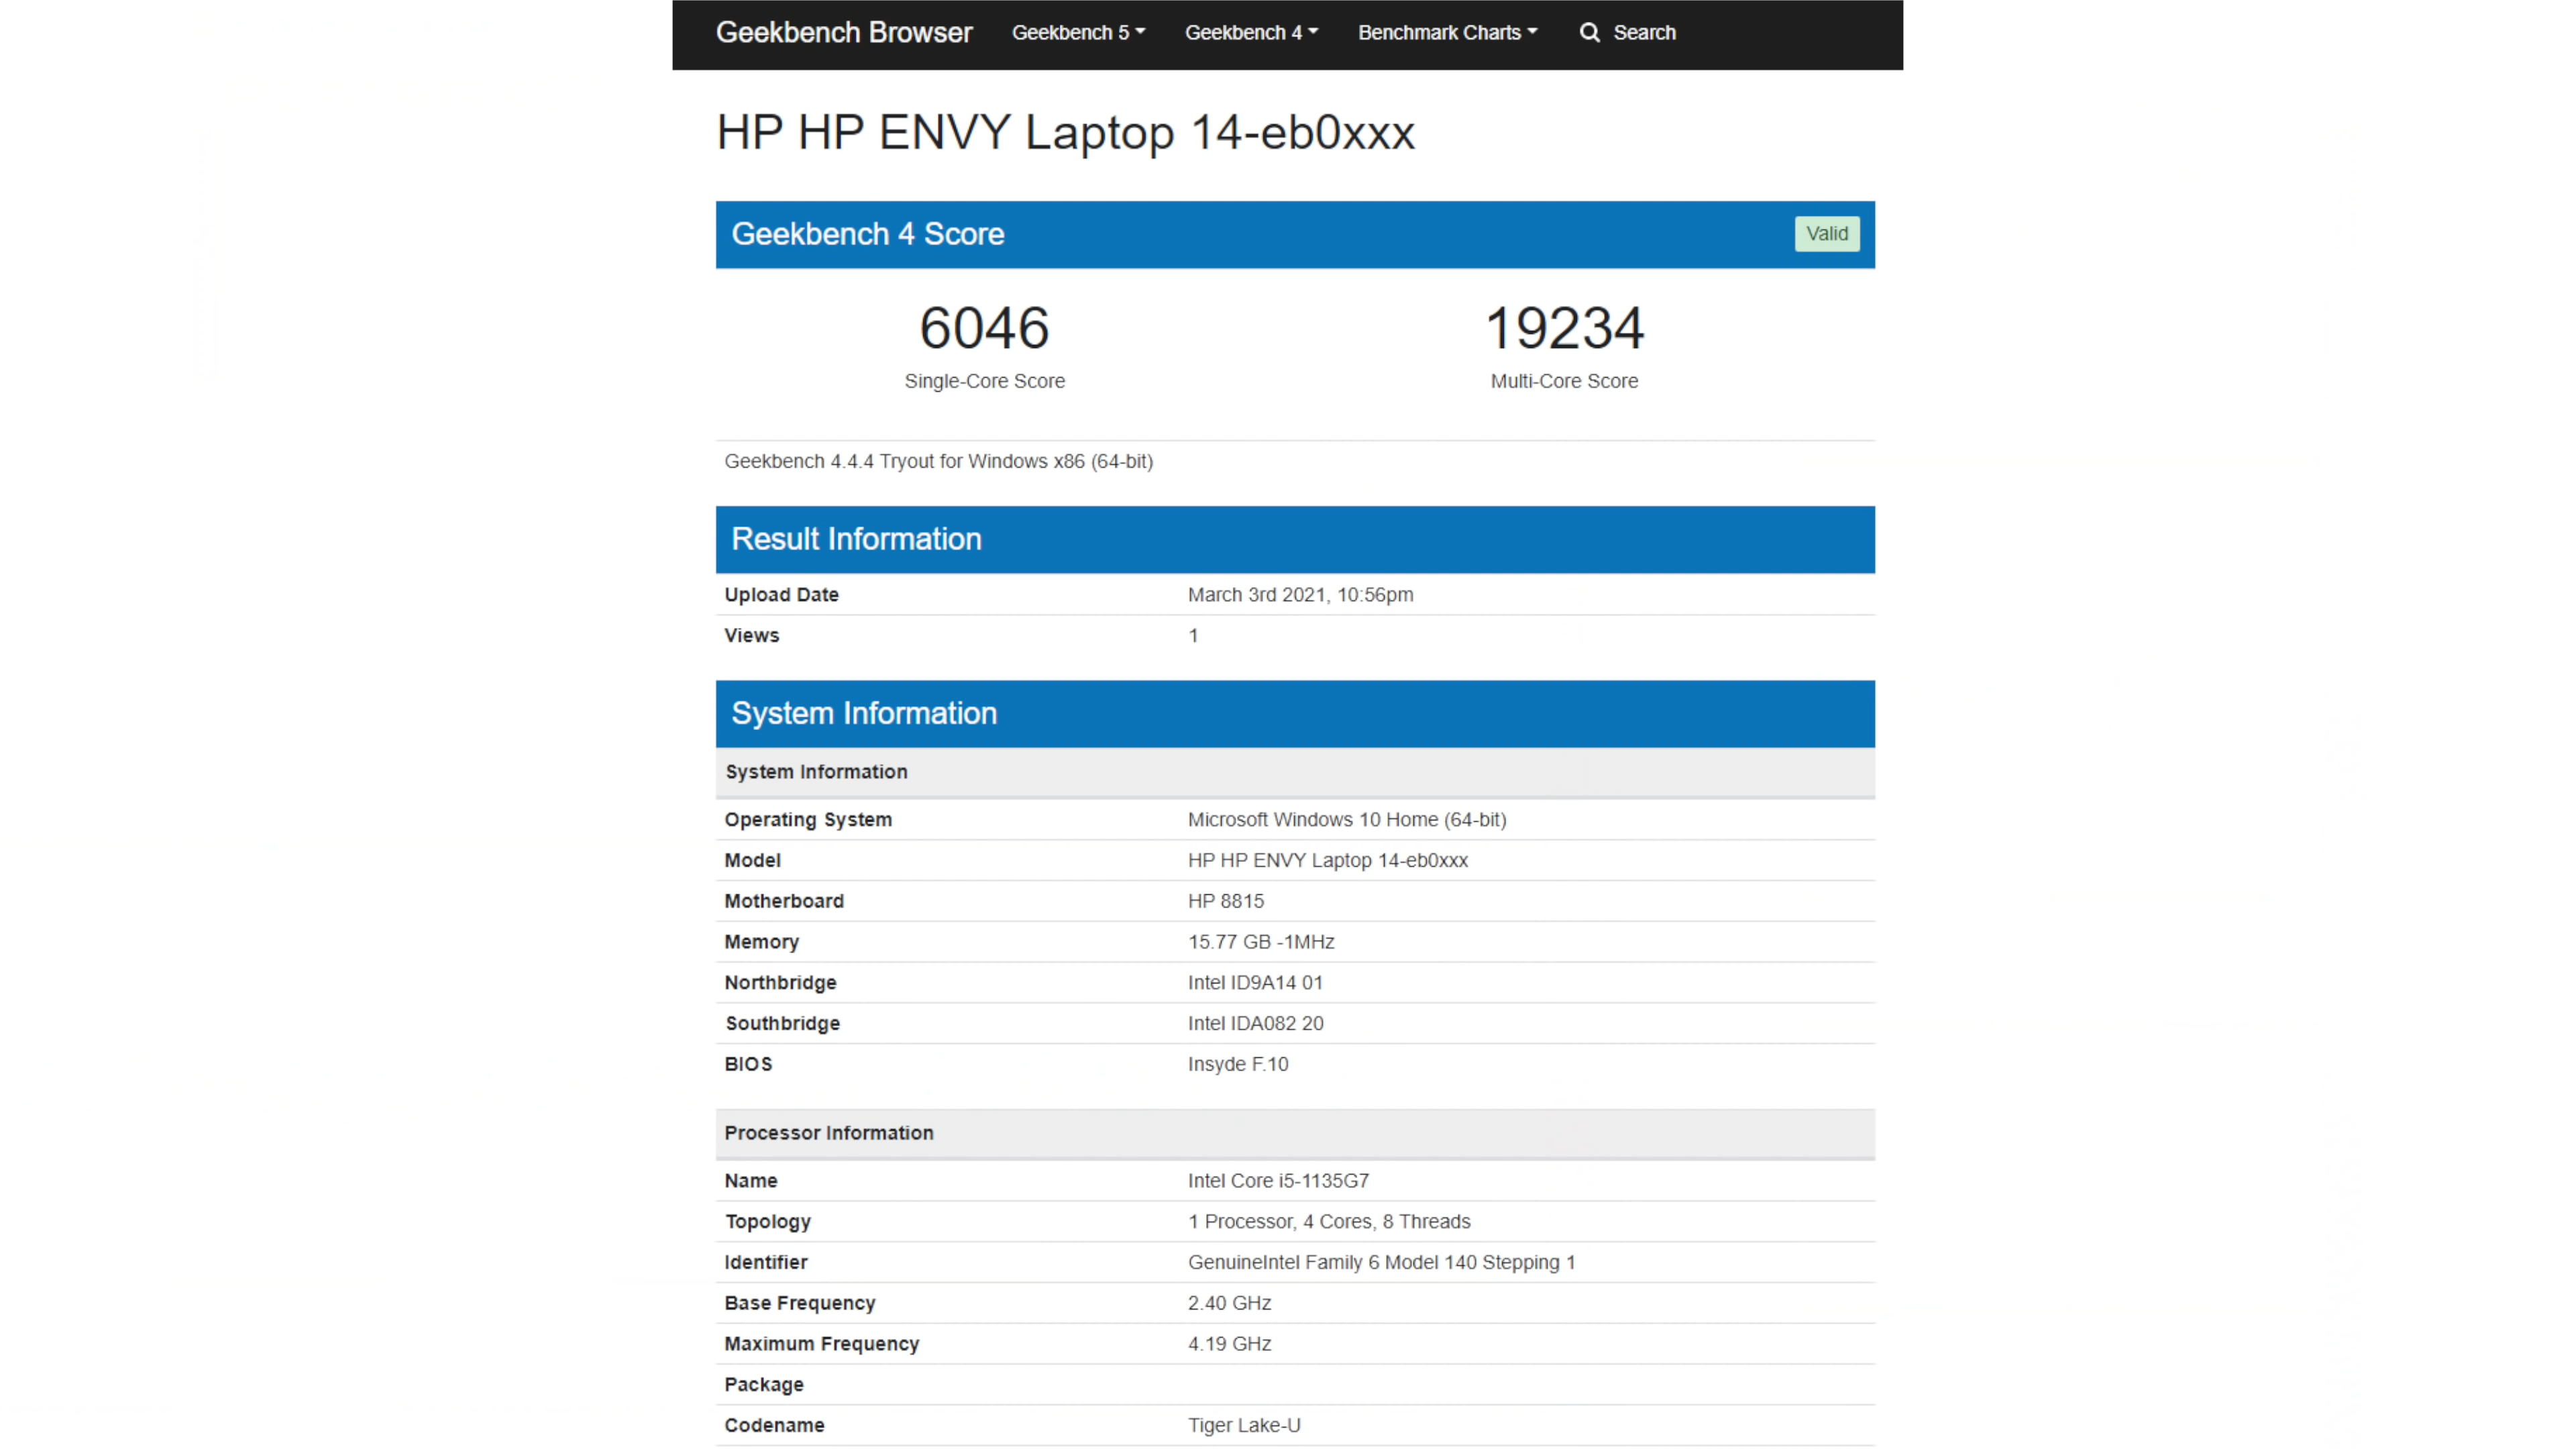 Geekbench Browser Geekbench 5 Geekbench 4 Benchmark Charts Search
HP HP ENVY Laptop 14-eb0xxx
Geekbench 4 Score Valid
6046 19234
Single-Core Score Multi-Core Score
Geekbench 4.4.4 Tryout for Windows x86 (64-bit)
Result Information
Upload Date March 3rd 2021, 10:56pm
Views 1
System Information
System Information
Operating System Microsoft Windows 10 Home (64-bit)
Model HP HP ENVY Laptop 14-eb0xxx
Motherboard HP 8815
Memory 15.77 GB -1MHz
Northbridge Intel ID9A14 01
Southbridge Intel IDA082 20
BIOS Insyde F.10
Processor Information
Name Intel Core i5-1135G7
Topology 1 Processor, 4 Cores, 8 Threads
Identifier GenuineIntel Family 6 Model 140 Stepping 1
Base Frequency 2.40 GHz
Maximum Frequency 4.19 GHz
Package
Codename Tiger Lake-U